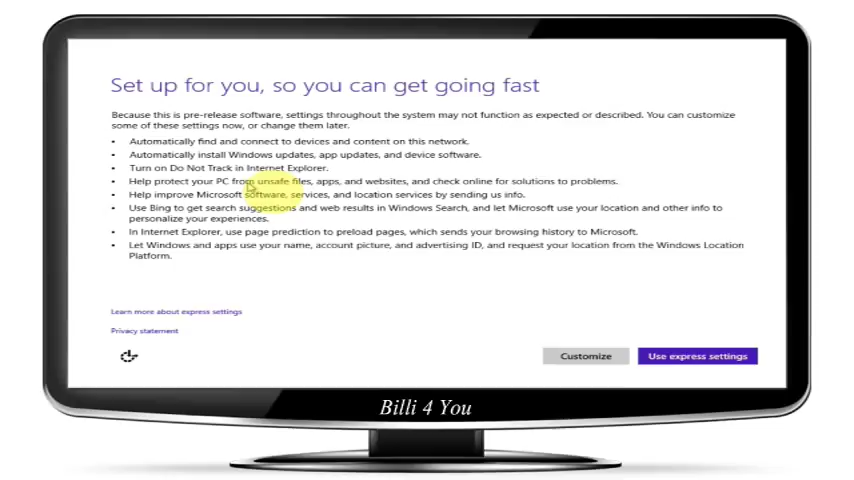 Set up for you, so you can get going fast
Because this is pre-release software, settings throughout the system may not function as expected or described. You can customize
some of these settings now, or change them later.
• Automatically find and connect to devices and content on this network.
• Automatically install Windows updates, app updates, and device software.
• Turn on Do Not Track in Internet Explorer.
• Help protect your PC from unsafe files, apps, and websites, and check online for solutions to problems.
• Help improve Microsoft software, services, and location services by sending us info.
• Use Bing to get search suggestions and web results in Windows Search, and let Microsoft use your location and other info to
personalize your experiences.
• In Internet Explorer, use page prediction to preload pages, which sends your browsing history to Microsoft.
• Let Windows and apps use your name, account picture, and advertising ID, and request your location from the Windows Location
Platform.
Learn more about express settings
Privacy statement
Customize
Use express settings
Billi 4 You